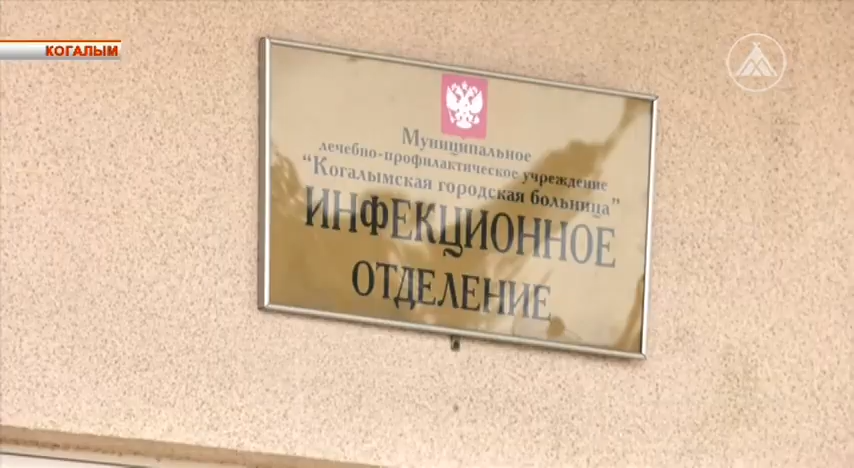 КОГАЛЫМ
Муниципальное
лечебно-профилактическое учреждение
"Когалымская городская больница"
ИНФЕКЦИОННОЕ
ОТДЕЛЕНИЕ